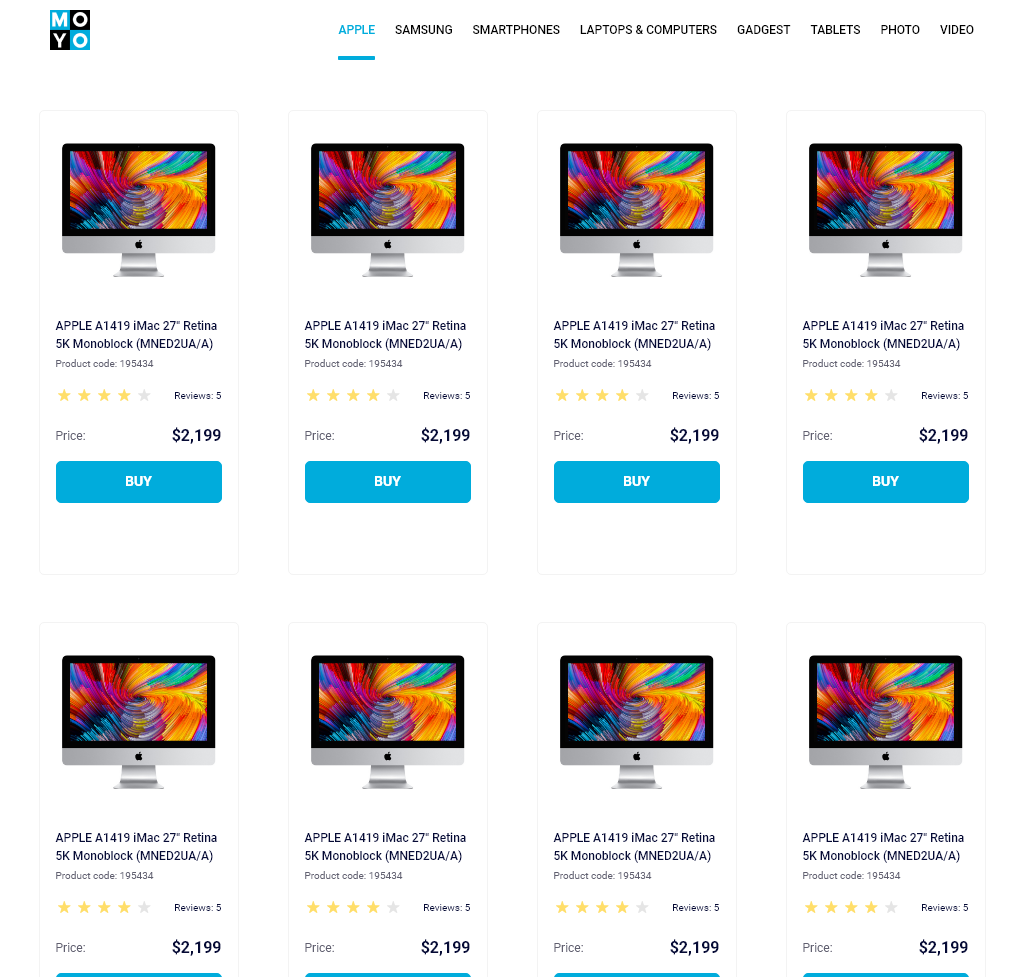 MO
YO
APPLE SAMSUNG SMARTPHONES LAPTOPS & COMPUTERS GADGEST TABLETS PHOTO VIDEO
APPLE A1419 iMac 27" Retina
5K Monoblock (MNED2UA/A)
Product code: 195434
Reviews: 5
Price: $2,199
BUY
APPLE A1419 iMac 27" Retina
5K Monoblock (MNED2UA/A)
Product code: 195434
Reviews: 5
Price: $2,199
BUY
APPLE A1419 iMac 27" Retina
5K Monoblock (MNED2UA/A)
Product code: 195434
Reviews: 5
Price: $2,199
BUY
APPLE A1419 iMac 27" Retina
5K Monoblock (MNED2UA/A)
Product code: 195434
Reviews: 5
Price: $2,199
BUY
APPLE A1419 iMac 27" Retina
5K Monoblock (MNED2UA/A)
Product code: 195434
Reviews: 5
Price: $2,199
APPLE A1419 iMac 27" Retina
5K Monoblock (MNED2UA/A)
Product code: 195434
Reviews: 5
Price: $2,199
APPLE A1419 iMac 27" Retina
5K Monoblock (MNED2UA/A)
Product code: 195434
Reviews: 5
Price: $2,199
APPLE A1419 iMac 27" Retina
5K Monoblock (MNED2UA/A)
Product code: 195434
Reviews: 5
Price: $2,199